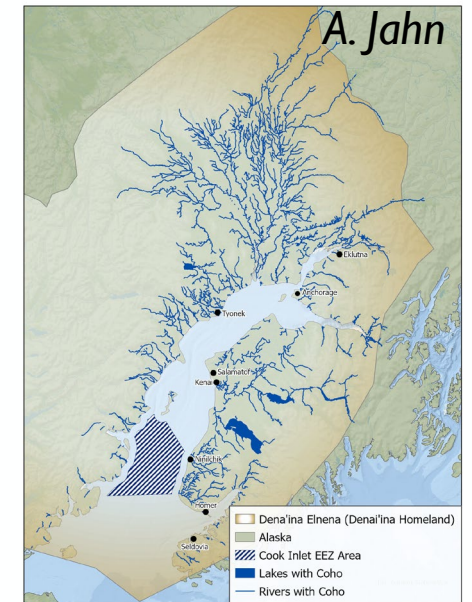 A. Jahn
Eklutna
Anchorage
Tyonek
Salamatof
Kenai
Ninilchik
Homer
Seldovia
Dena'ina Elnena (Denai'ina Homeland)
Alaska
Cook Inlet EEZ Area
Lakes with Coho
Rivers with Coho